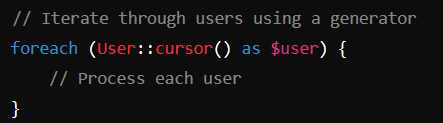 // Iterate through users using a generator
foreach (User::cursor() as $user) {
    // Process each user
}